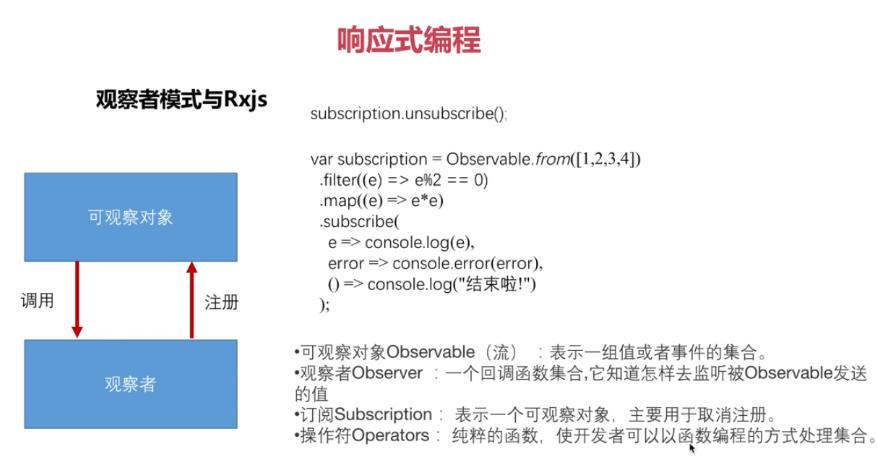 响应式编程
观察者模式与Rxjs
subscription.unsubscribe();
var subscription = Observable.from([1,2,3,4])
.filter((e) => e%2 == 0)
.map((e) => e*e)
.subscribe(
e => console.log(e),
error => console.error(error),
() => console.log("结束啦!")
);
可观察对象
调用
注册
观察者
•可观察对象Observable（流）：表示一组值或者事件的集合。
•观察者Observer ：一个回调函数集合,它知道怎样去监听被Observable发送
的值
•订阅Subscription ：表示一个可观察对象，主要用于取消注册。
•操作符Operators ：纯粹的函数，使开发者可以以函数编程的方式处理集合。